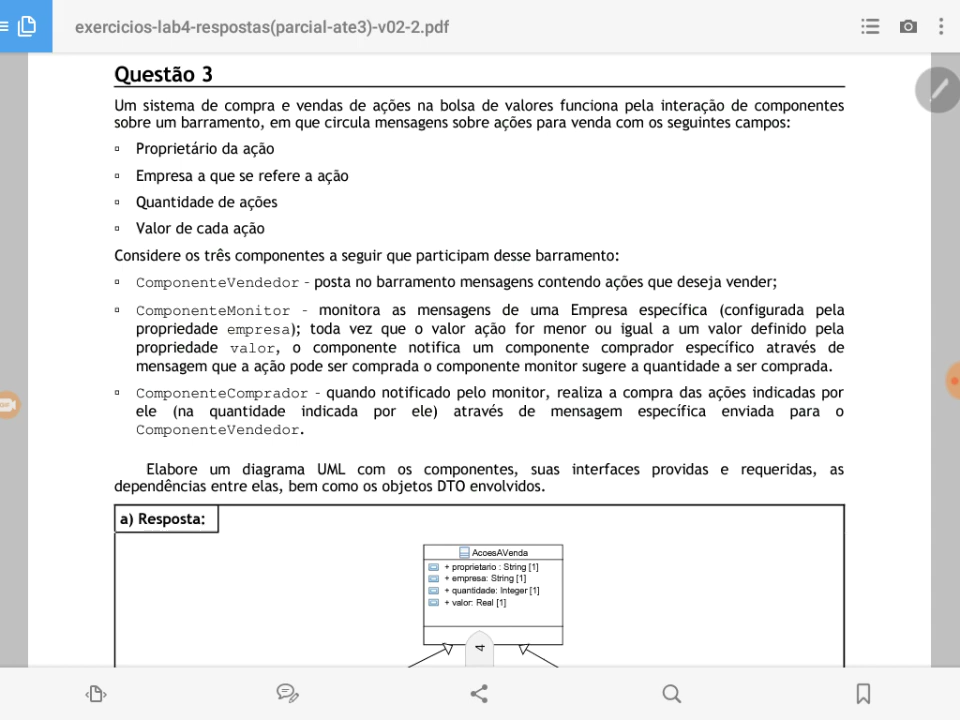 exercicios-lab4-respostas(parcial-ate3)-v02-2.pdf
Questão 3
Um sistema de compra e vendas de ações na bolsa de valores funciona pela interação de componentes
sobre um barramento, em que circula mensagens sobre ações para venda com os seguintes campos:
▫ Proprietário da ação
▫ Empresa a que se refere a ação
▫ Quantidade de ações
▫ Valor de cada ação
Considere os três componentes a seguir que participam desse barramento:
▫ ComponenteVendedor - posta no barramento mensagens contendo ações que deseja vender;
▫ ComponenteMonitor - monitora as mensagens de uma Empresa específica (configurada pela
propriedade empresa); toda vez que o valor ação for menor ou igual a um valor definido pela
propriedade valor, o componente notifica um componente comprador específico através de
mensagem que a ação pode ser comprada o componente monitor sugere a quantidade a ser comprada.
▫ ComponenteComprador - quando notificado pelo monitor, realiza a compra das ações indicadas por
ele (na quantidade indicada por ele) através de mensagem específica enviada para o
ComponenteVendedor.
Elabore um diagrama UML com os componentes, suas interfaces providas e requeridas, as
dependências entre elas, bem como os objetos DTO envolvidos.
a) Resposta:
AcoesAVenda
+ proprietario : String [1]
+ empresa: String [1]
+ quantidade: Integer [1]
+ valor: Real [1]
4